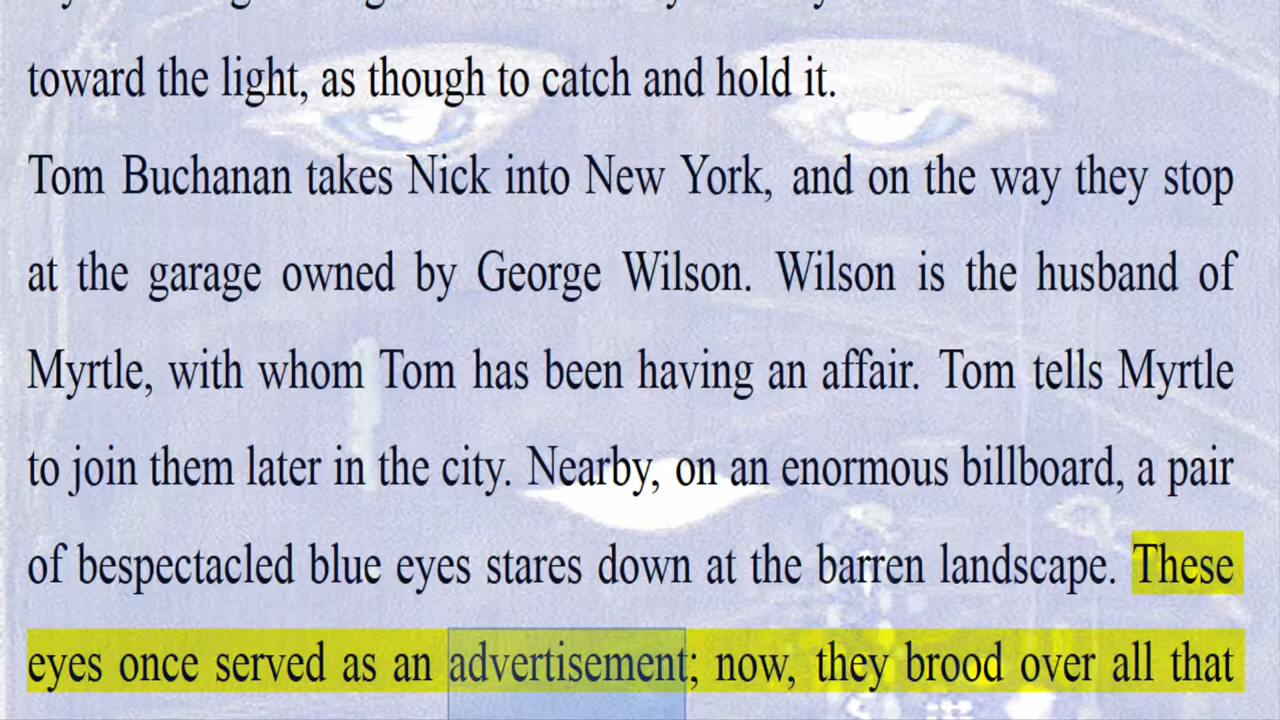 toward the light, as though to catch and hold it.
Tom Buchanan takes Nick into New York, and on the way they stop
at the garage owned by George Wilson. Wilson is the husband of
Myrtle, with whom Tom has been having an affair. Tom tells Myrtle
to join them later in the city. Nearby, on an enormous billboard, a pair
of bespectacled blue eyes stares down at the barren landscape. These
eyes once served as an advertisement; now, they brood over all that